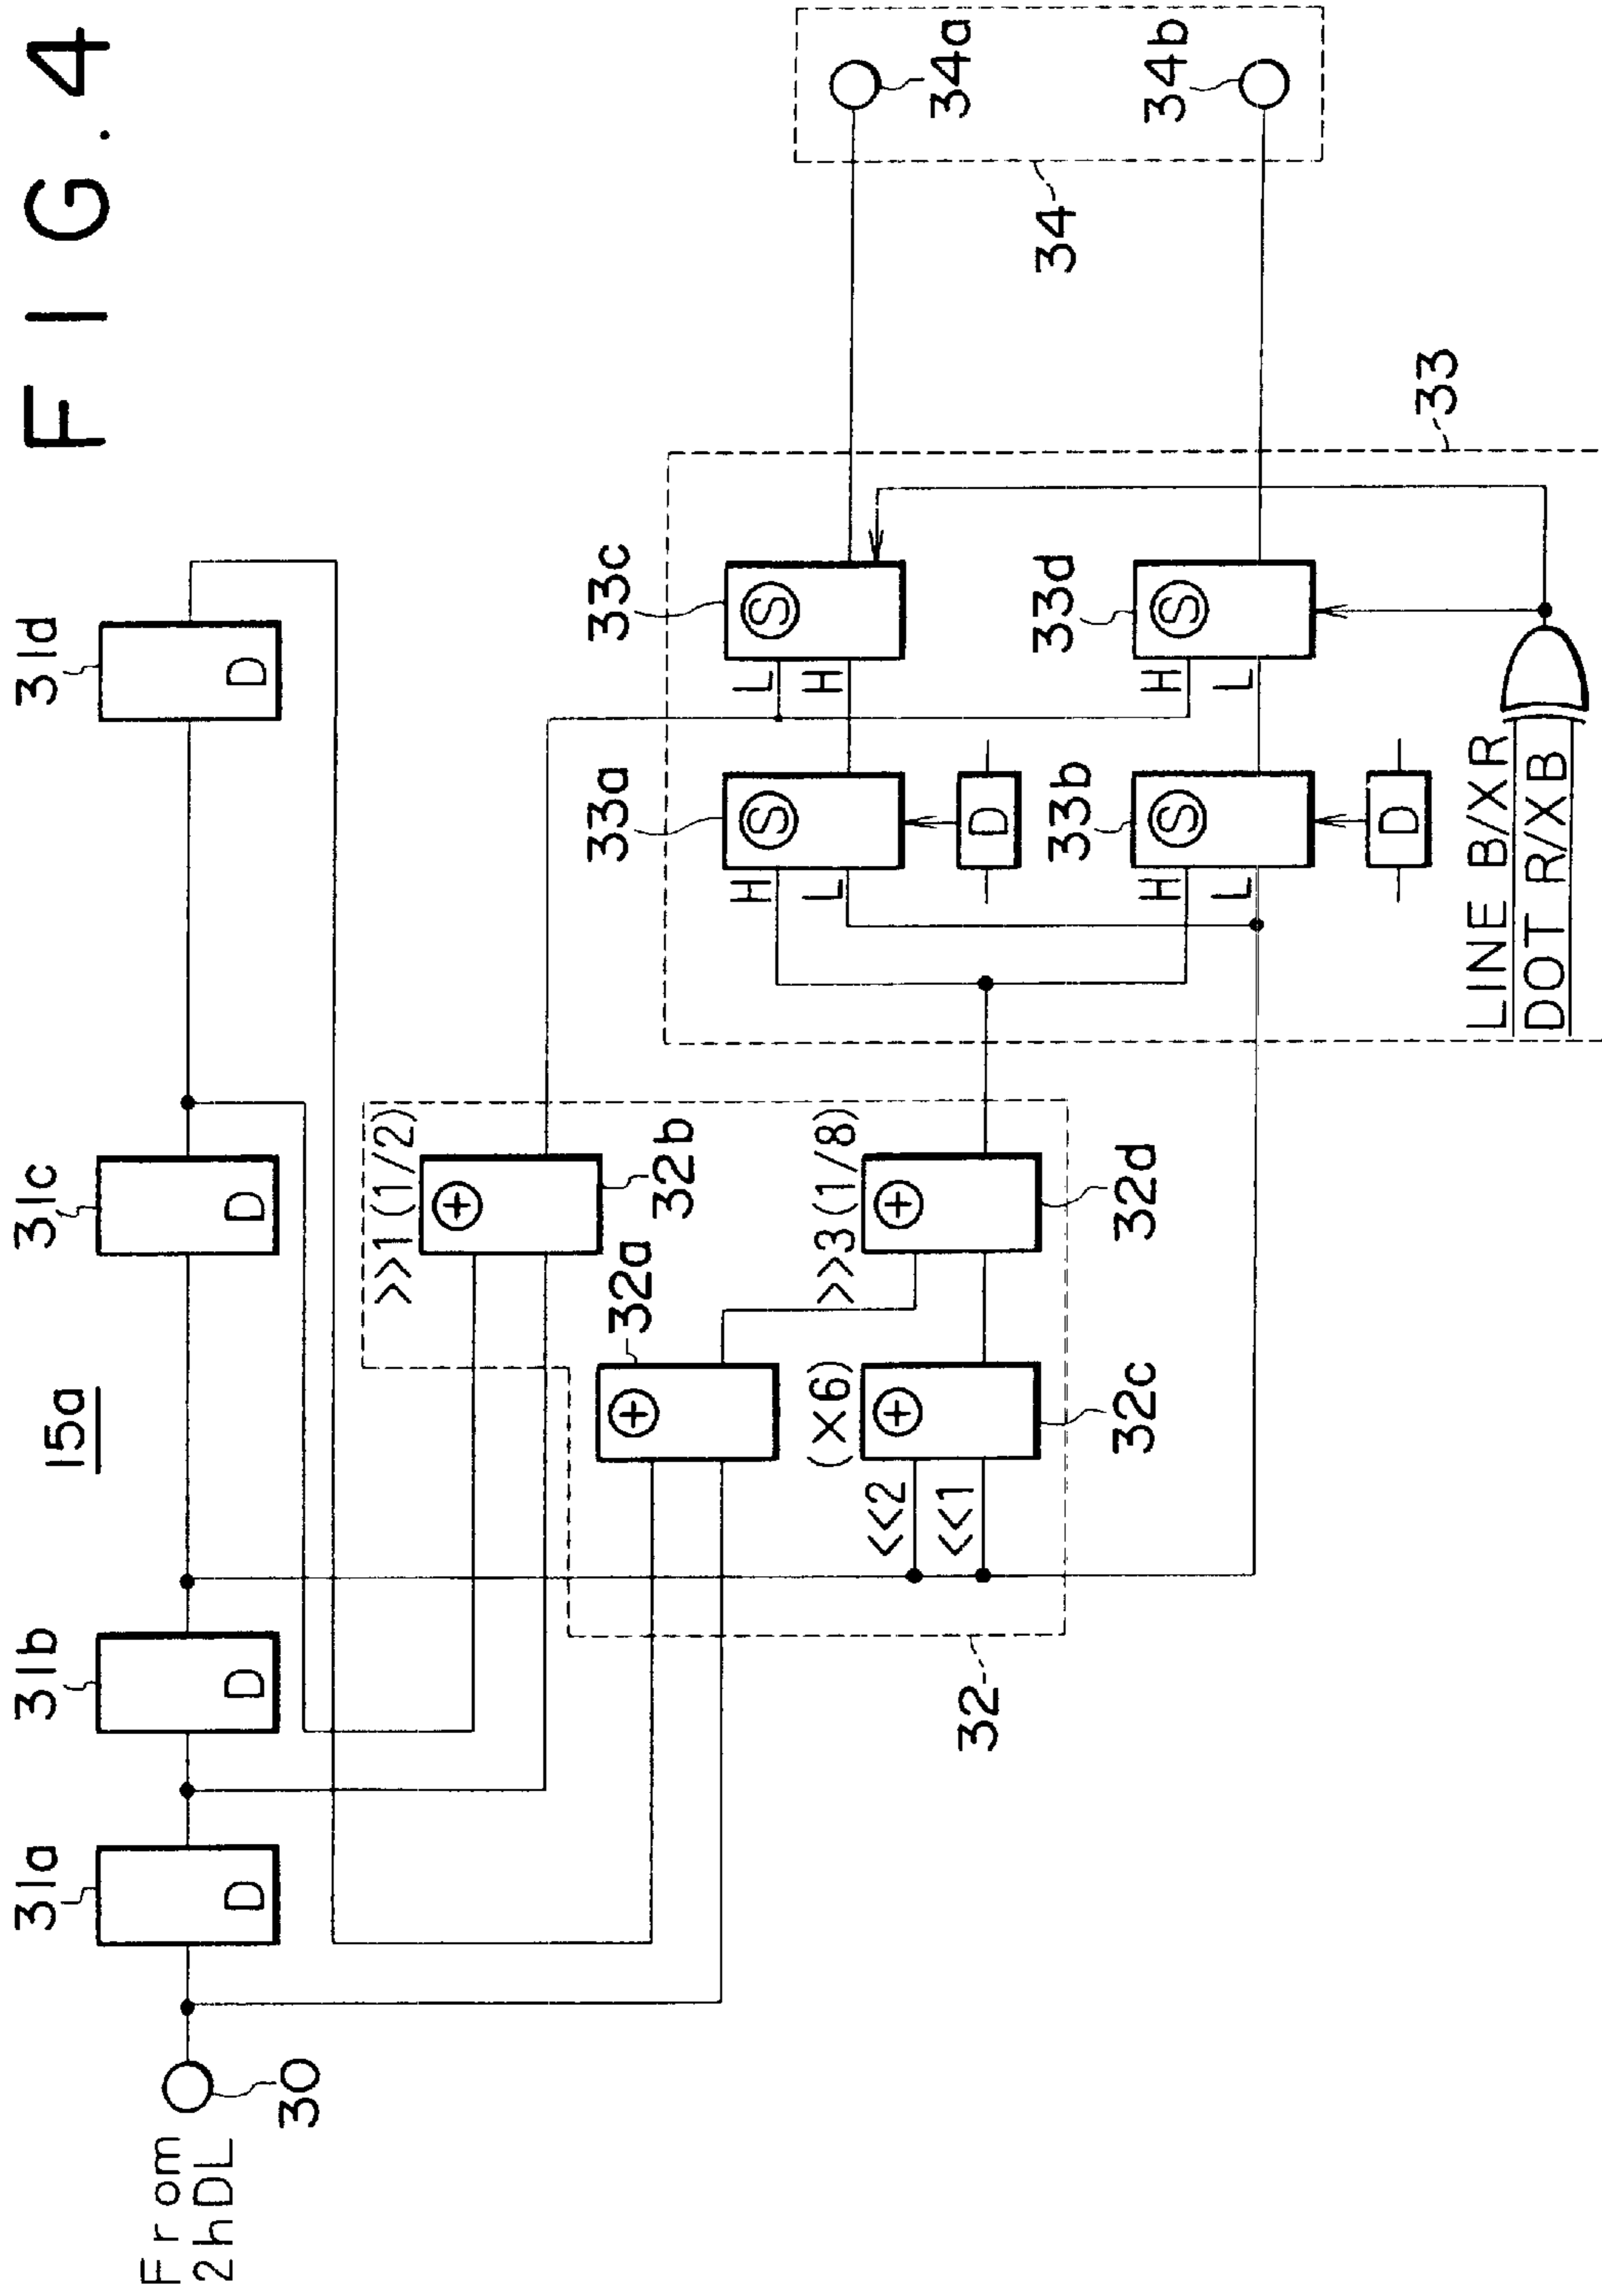 FIG. 4
15a
From
2hDL
30
31a
D
31b
D
31c
D
31d
D
>>1(1/2)
+
32b
32a
+
>>3(1/8)
+
32d
(×6)
+
32c
<<2
<<1
32
33
33a
S
H
L
D
33b
S
H
L
D
33c
S
L
H
33d
S
H
L
LINE B/XR
DOT R/XB
34
34a
34b